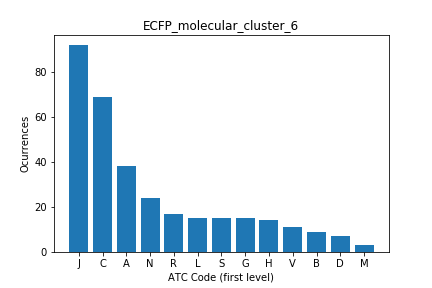 ECFP_molecular_cluster_6
80
60
40
20
0
Ocurrences
J C A N R L S G H V B D M
ATC Code (first level)